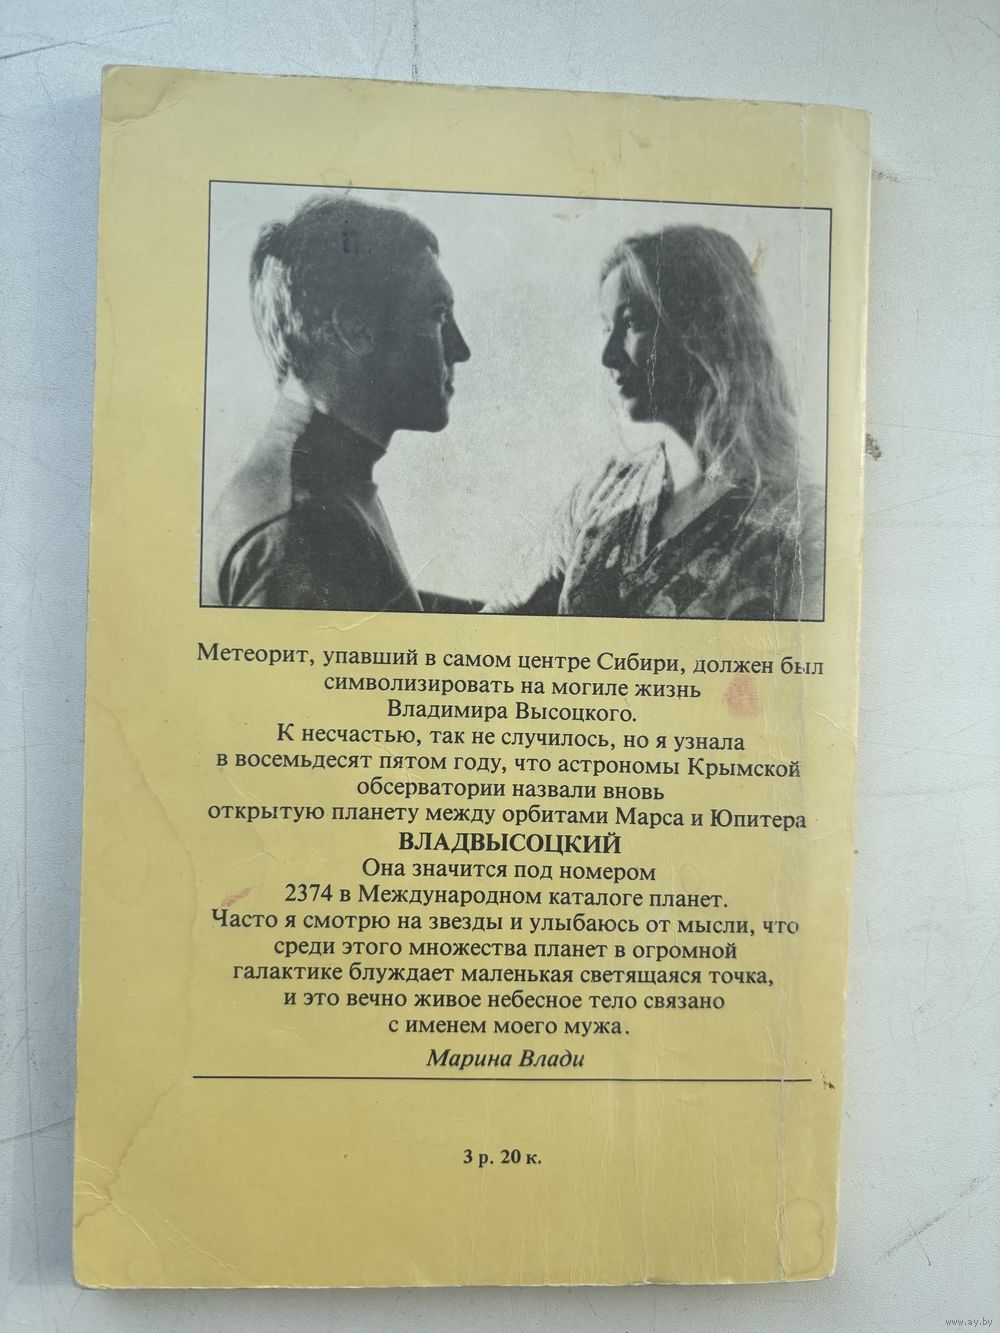 Метеорит, упавший в самом центре Сибири, должен был
символизировать на могиле жизнь
Владимира Высоцкого.
К несчастью, так не случилось, но я узнала
в восемьдесят пятом году, что астрономы Крымской
обсерватории назвали вновь
открытую планету между орбитами Марса и Юпитера
ВЛАДВЫСОЦКИЙ
Она значится под номером
2374 в Международном каталоге планет.
Часто я смотрю на звезды и улыбаюсь от мысли, что
среди этого множества планет в огромной
галактике блуждает маленькая светящаяся точка,
и это вечно живое небесное тело связано
с именем моего мужа.
Марина Влади
3 р. 20 к.
www.ay.by